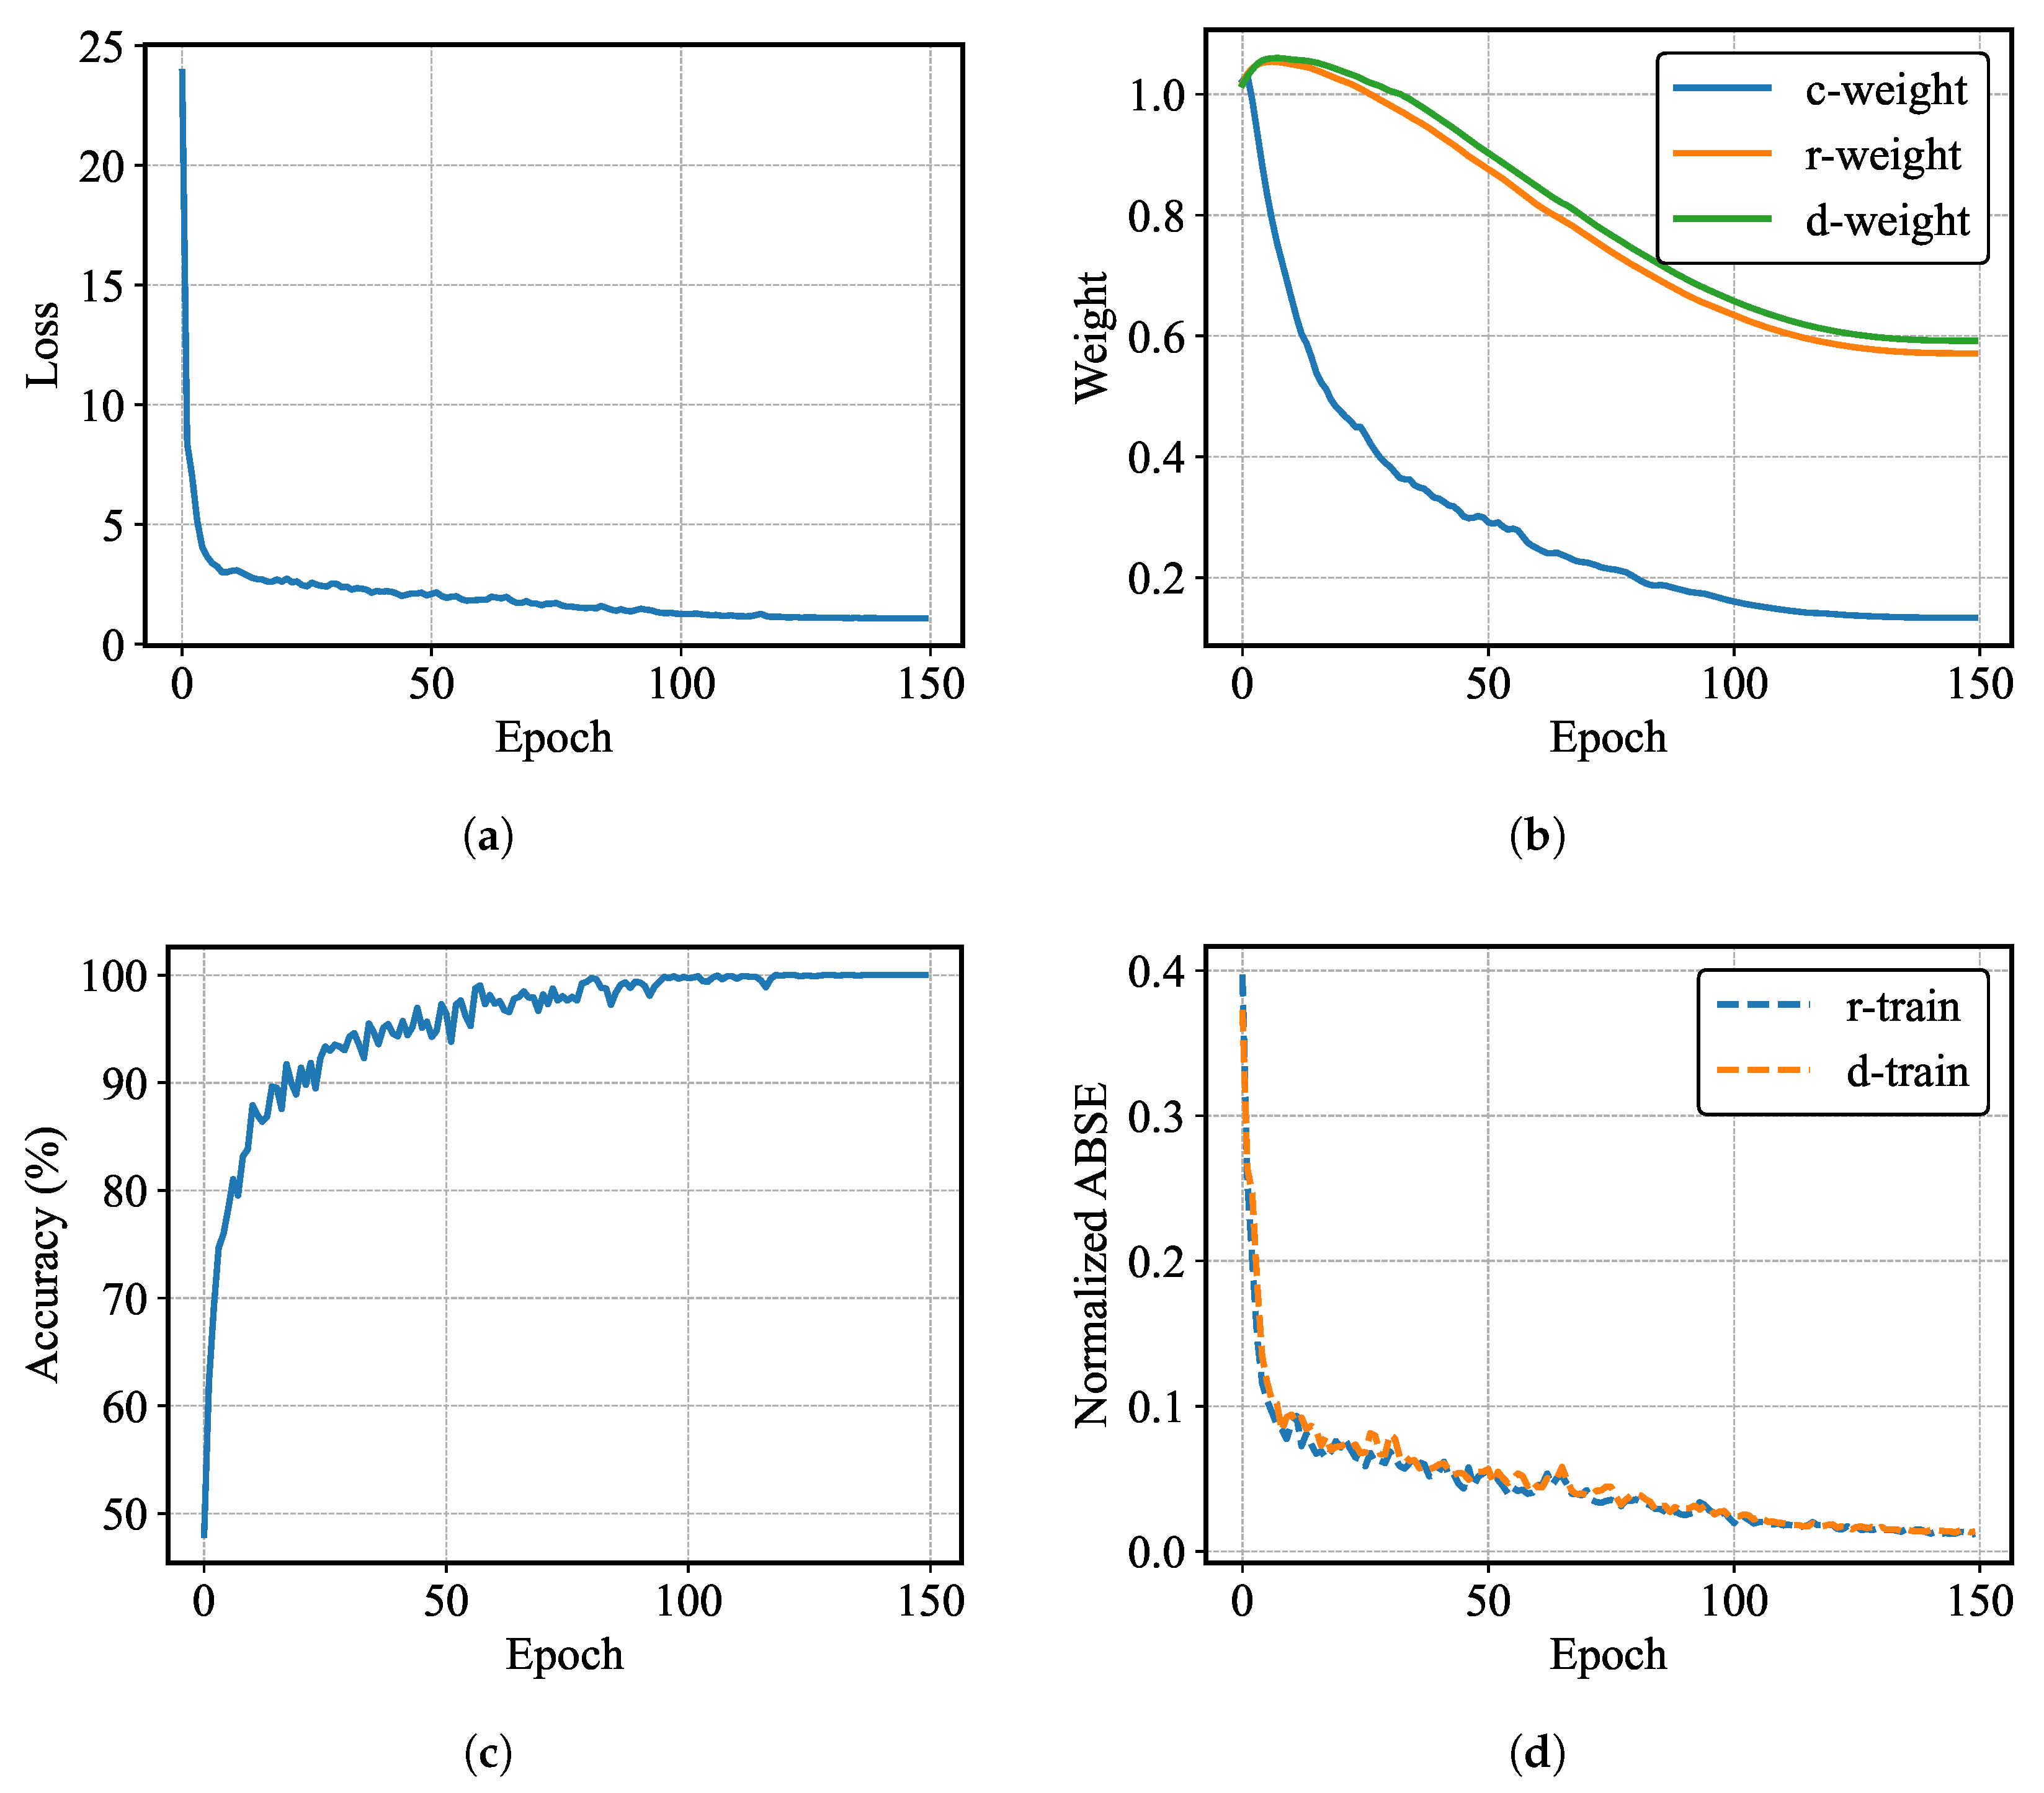 25
20
15
10
5
0
Loss
0 50 100 150
Epoch
(a)
1.0
0.8
0.6
0.4
0.2
Weight
c-weight
r-weight
d-weight
0 50 100 150
Epoch
(b)
100
90
80
70
60
50
Accuracy (%)
0 50 100 150
Epoch
(c)
0.4
0.3
0.2
0.1
0.0
Normalized ABSE
r-train
d-train
0 50 100 150
Epoch
(d)